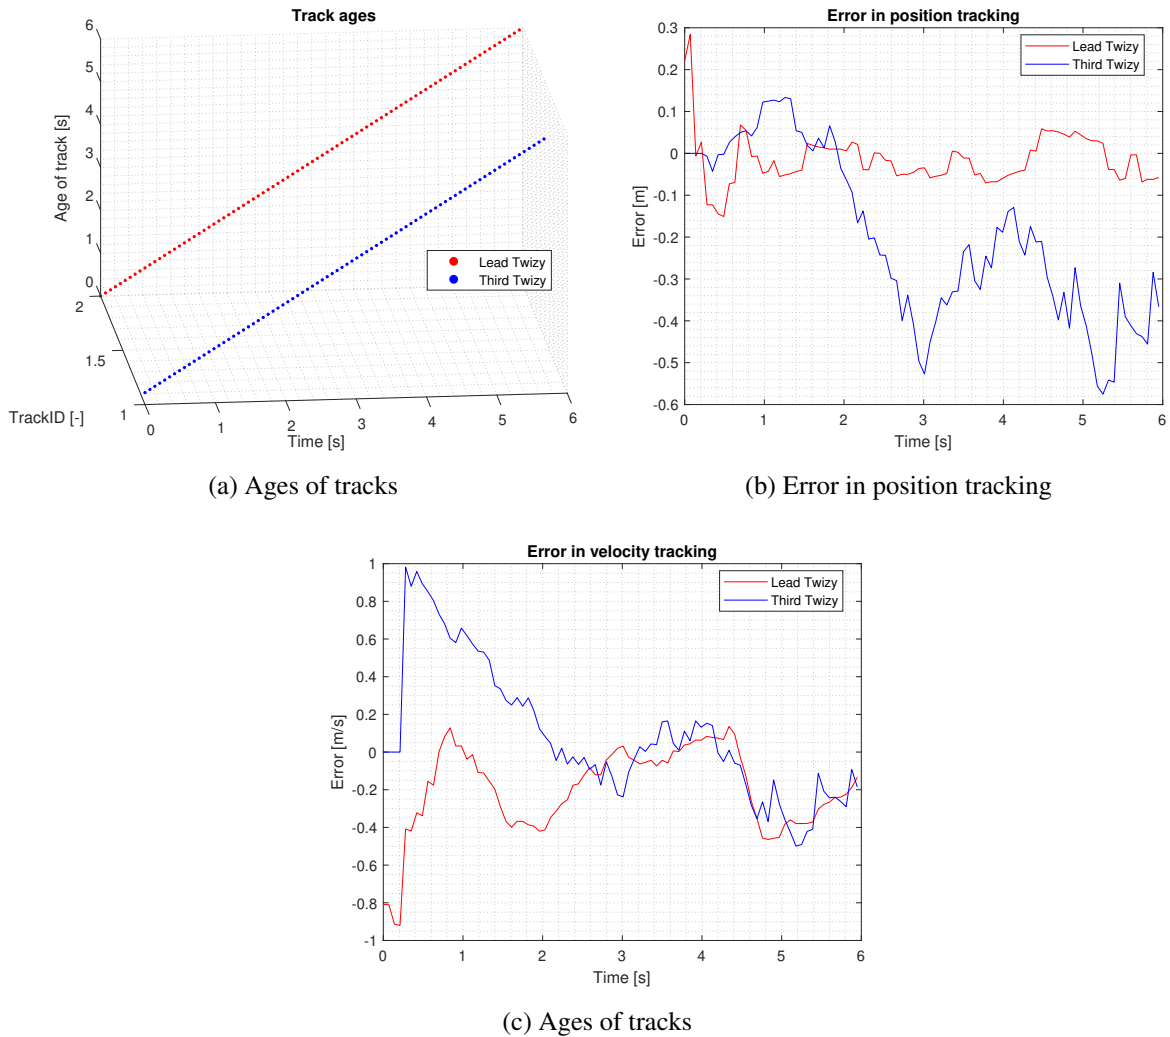 Track ages
6
5
4
3
2
1
0
Age of track [s]
2
1.5
1
TrackID [-]
0
1
2
3
4
5
6
Time [s]
Lead Twizy
Third Twizy
(a) Ages of tracks
Error in position tracking
0.3
0.2
0.1
0
-0.1
-0.2
-0.3
-0.4
-0.5
-0.6
Error [m]
0
1
2
3
4
5
6
Time [s]
Lead Twizy
Third Twizy
(b) Error in position tracking
Error in velocity tracking
1
0.8
0.6
0.4
0.2
0
-0.2
-0.4
-0.6
-0.8
-1
Error [m/s]
0
1
2
3
4
5
6
Time [s]
Lead Twizy
Third Twizy
(c) Ages of tracks